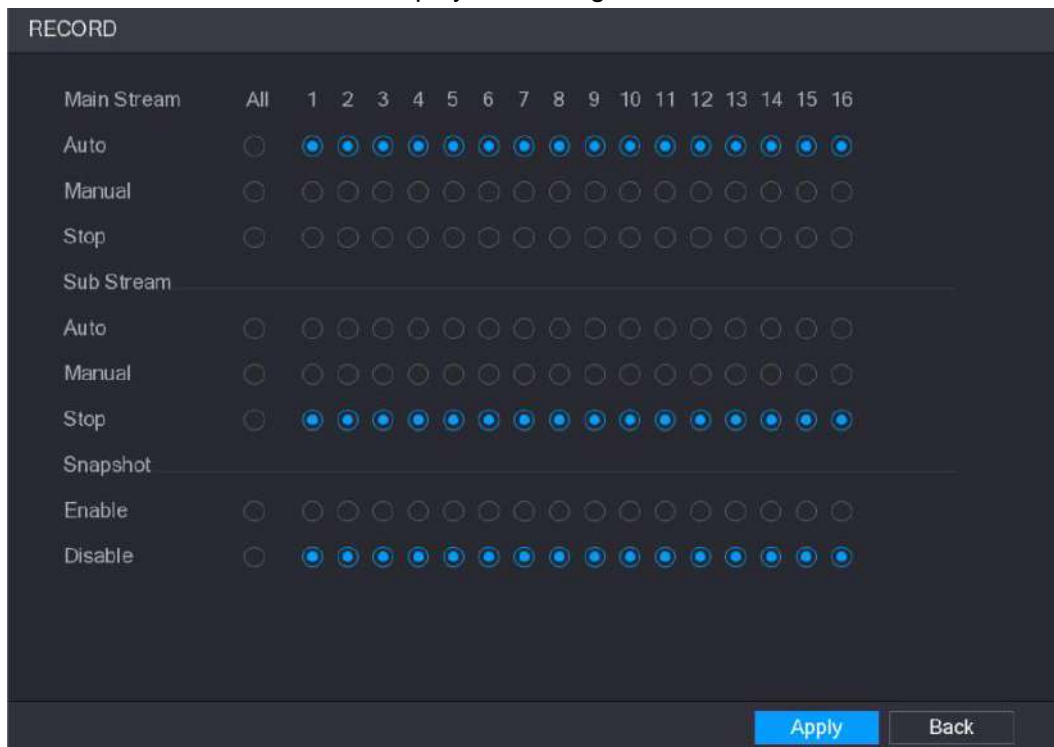 RECORD
Main Stream All 1 2 3 4 5 6 7 8 9 10 11 12 13 14 15 16
Auto
Manual
Stop
Sub Stream
Auto
Manual
Stop
Snapshot
Enable
Disable
Apply Back